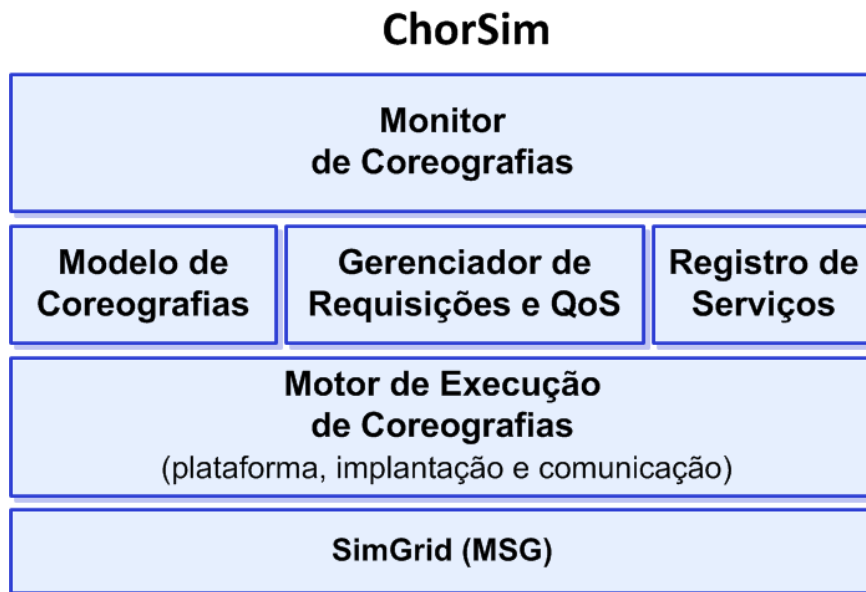 ChorSim
Monitor
de Coreografias
Modelo de
Coreografias
Gerenciador de
Requisições e QoS
Registro de
Serviços
Motor de Execução
de Coreografias
(plataforma, implantação e comunicação)
SimGrid (MSG)